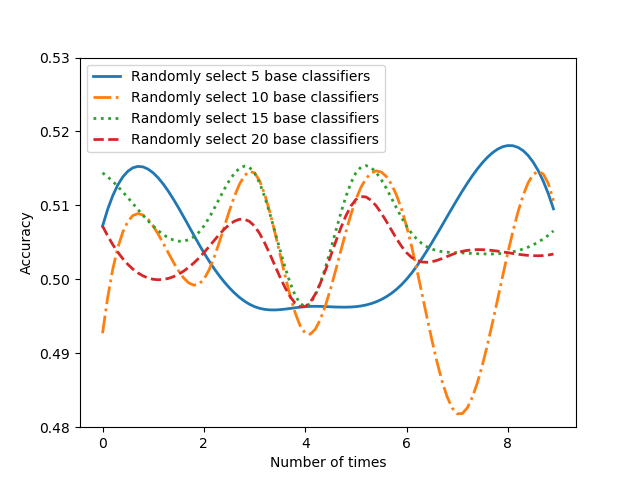 Randomly select 5 base classifiers
Randomly select 10 base classifiers
Randomly select 15 base classifiers
Randomly select 20 base classifiers
0.53
0.52
0.51
0.50
0.49
0.48
Accuracy
0 2 4 6 8
Number of times